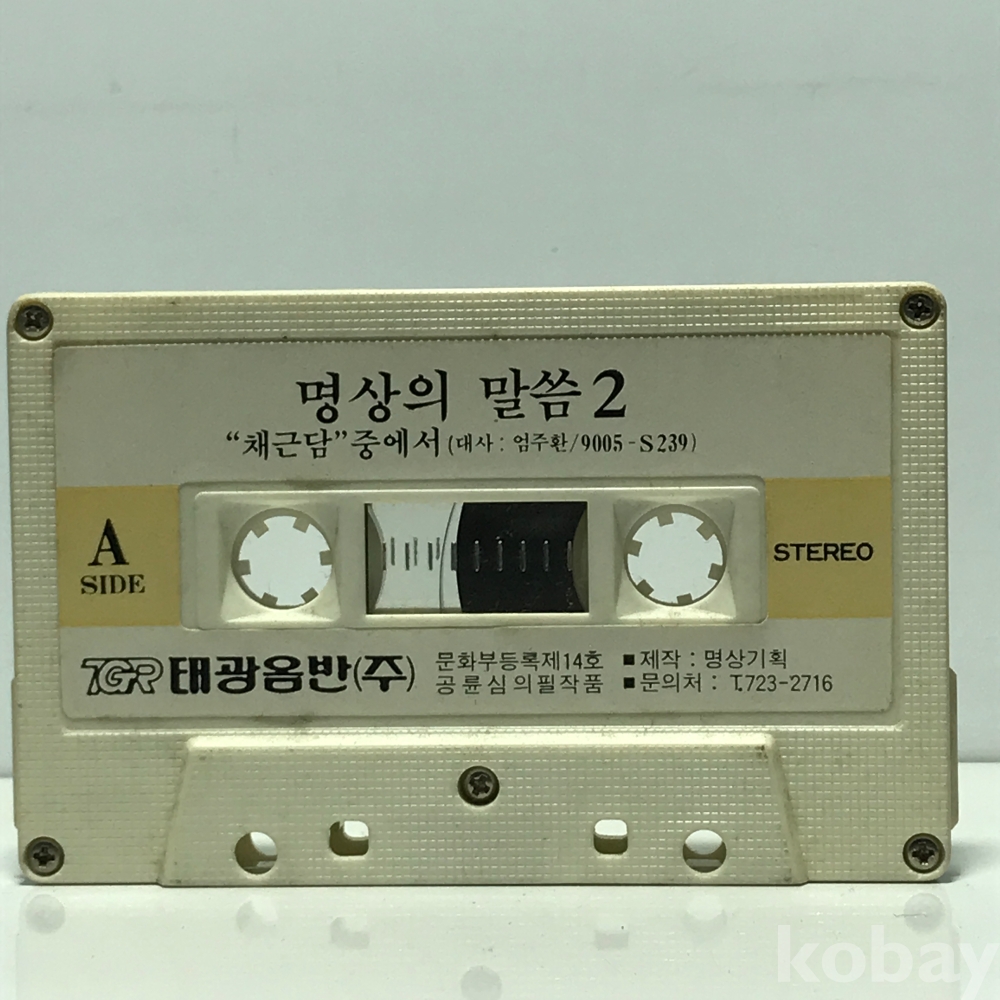 명상의 말씀 2
“채근담”중에서 (대사 : 엄주환/9005-S239)
A
SIDE
STEREO
TGR 태광음반(주)
문화부등록제14호 ■ 제작 : 명상기획
공륜심의필작품 ■ 문의처 : T.723-2716
kobay